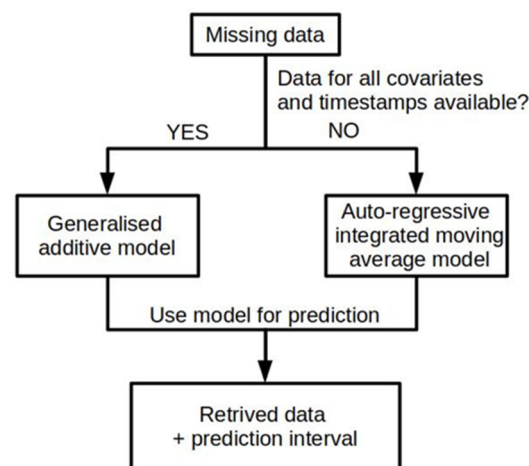 Missing data
Data for all covariates
and timestamps available?
YES
NO
Generalised
additive model
Auto-regressive
integrated moving
average model
Use model for prediction
Retrived data
+ prediction interval